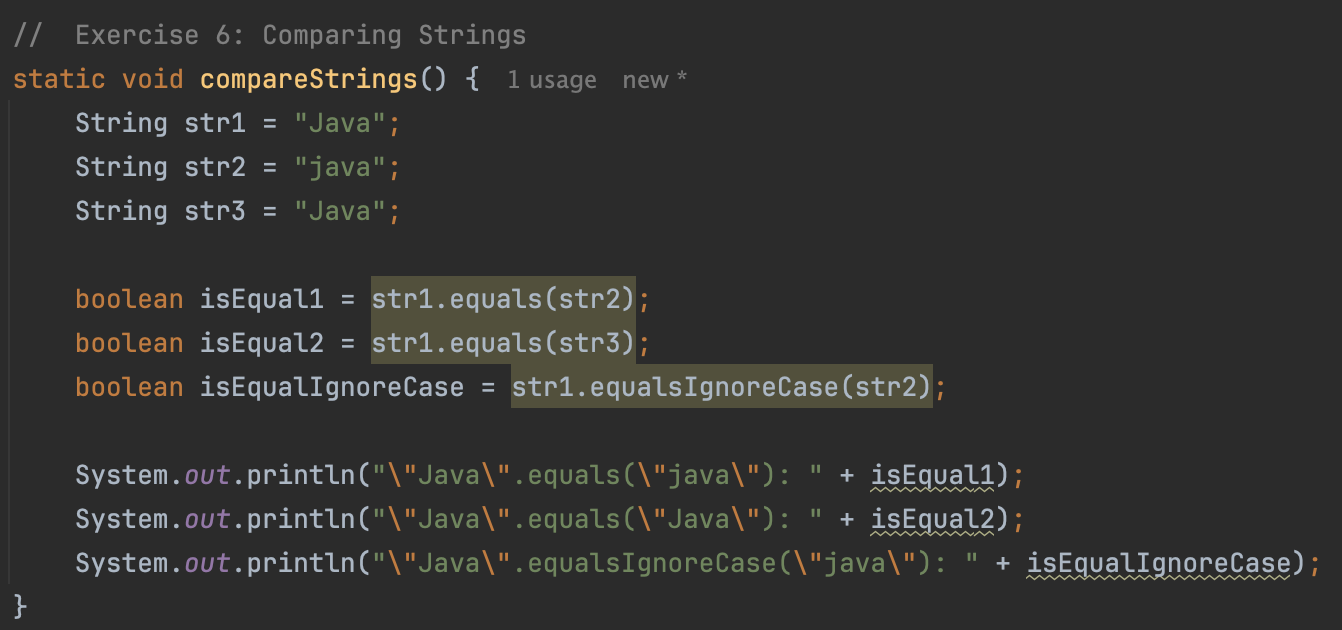 //  Exercise 6: Comparing Strings
static void compareStrings() {  1 usage  new *
    String str1 = "Java";
    String str2 = "java";
    String str3 = "Java";

    boolean isEqual1 = str1.equals(str2);
    boolean isEqual2 = str1.equals(str3);
    boolean isEqualIgnoreCase = str1.equalsIgnoreCase(str2);

    System.out.println("\"Java\".equals(\"java\"): " + isEqual1);
    System.out.println("\"Java\".equals(\"Java\"): " + isEqual2);
    System.out.println("\"Java\".equalsIgnoreCase(\"java\"): " + isEqualIgnoreCase);
}